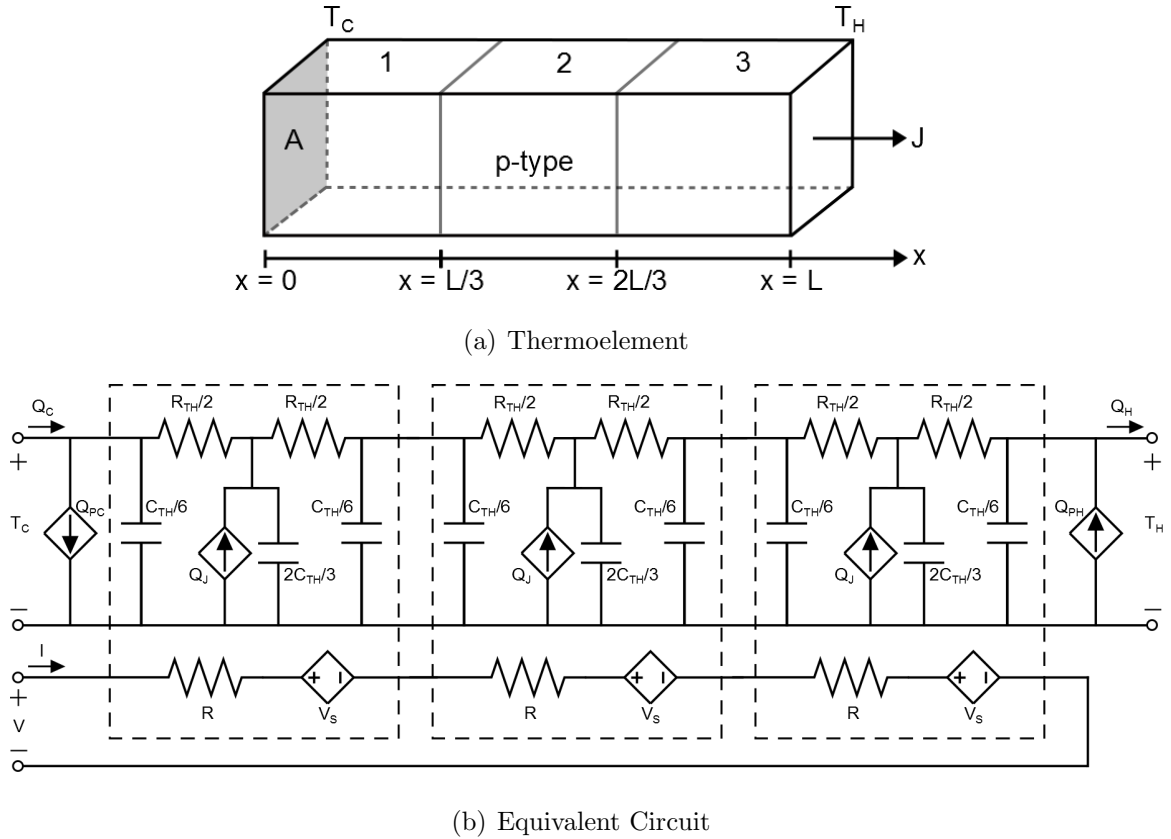 T_C T_H
1 2 3
A p-type J
x
x = 0 x = L/3 x = 2L/3 x = L
(a) Thermoelement
Q_C R_TH/2 R_TH/2 R_TH/2 R_TH/2 R_TH/2 R_TH/2 Q_H
+ +
T_C Q_PC C_TH/6 C_TH/6 C_TH/6 C_TH/6 C_TH/6 C_TH/6 Q_PH T_H
Q_J 2C_TH/3 Q_J 2C_TH/3 Q_J 2C_TH/3
− −
I
+ + − + − + −
V R V_S R V_S R V_S
−
(b) Equivalent Circuit